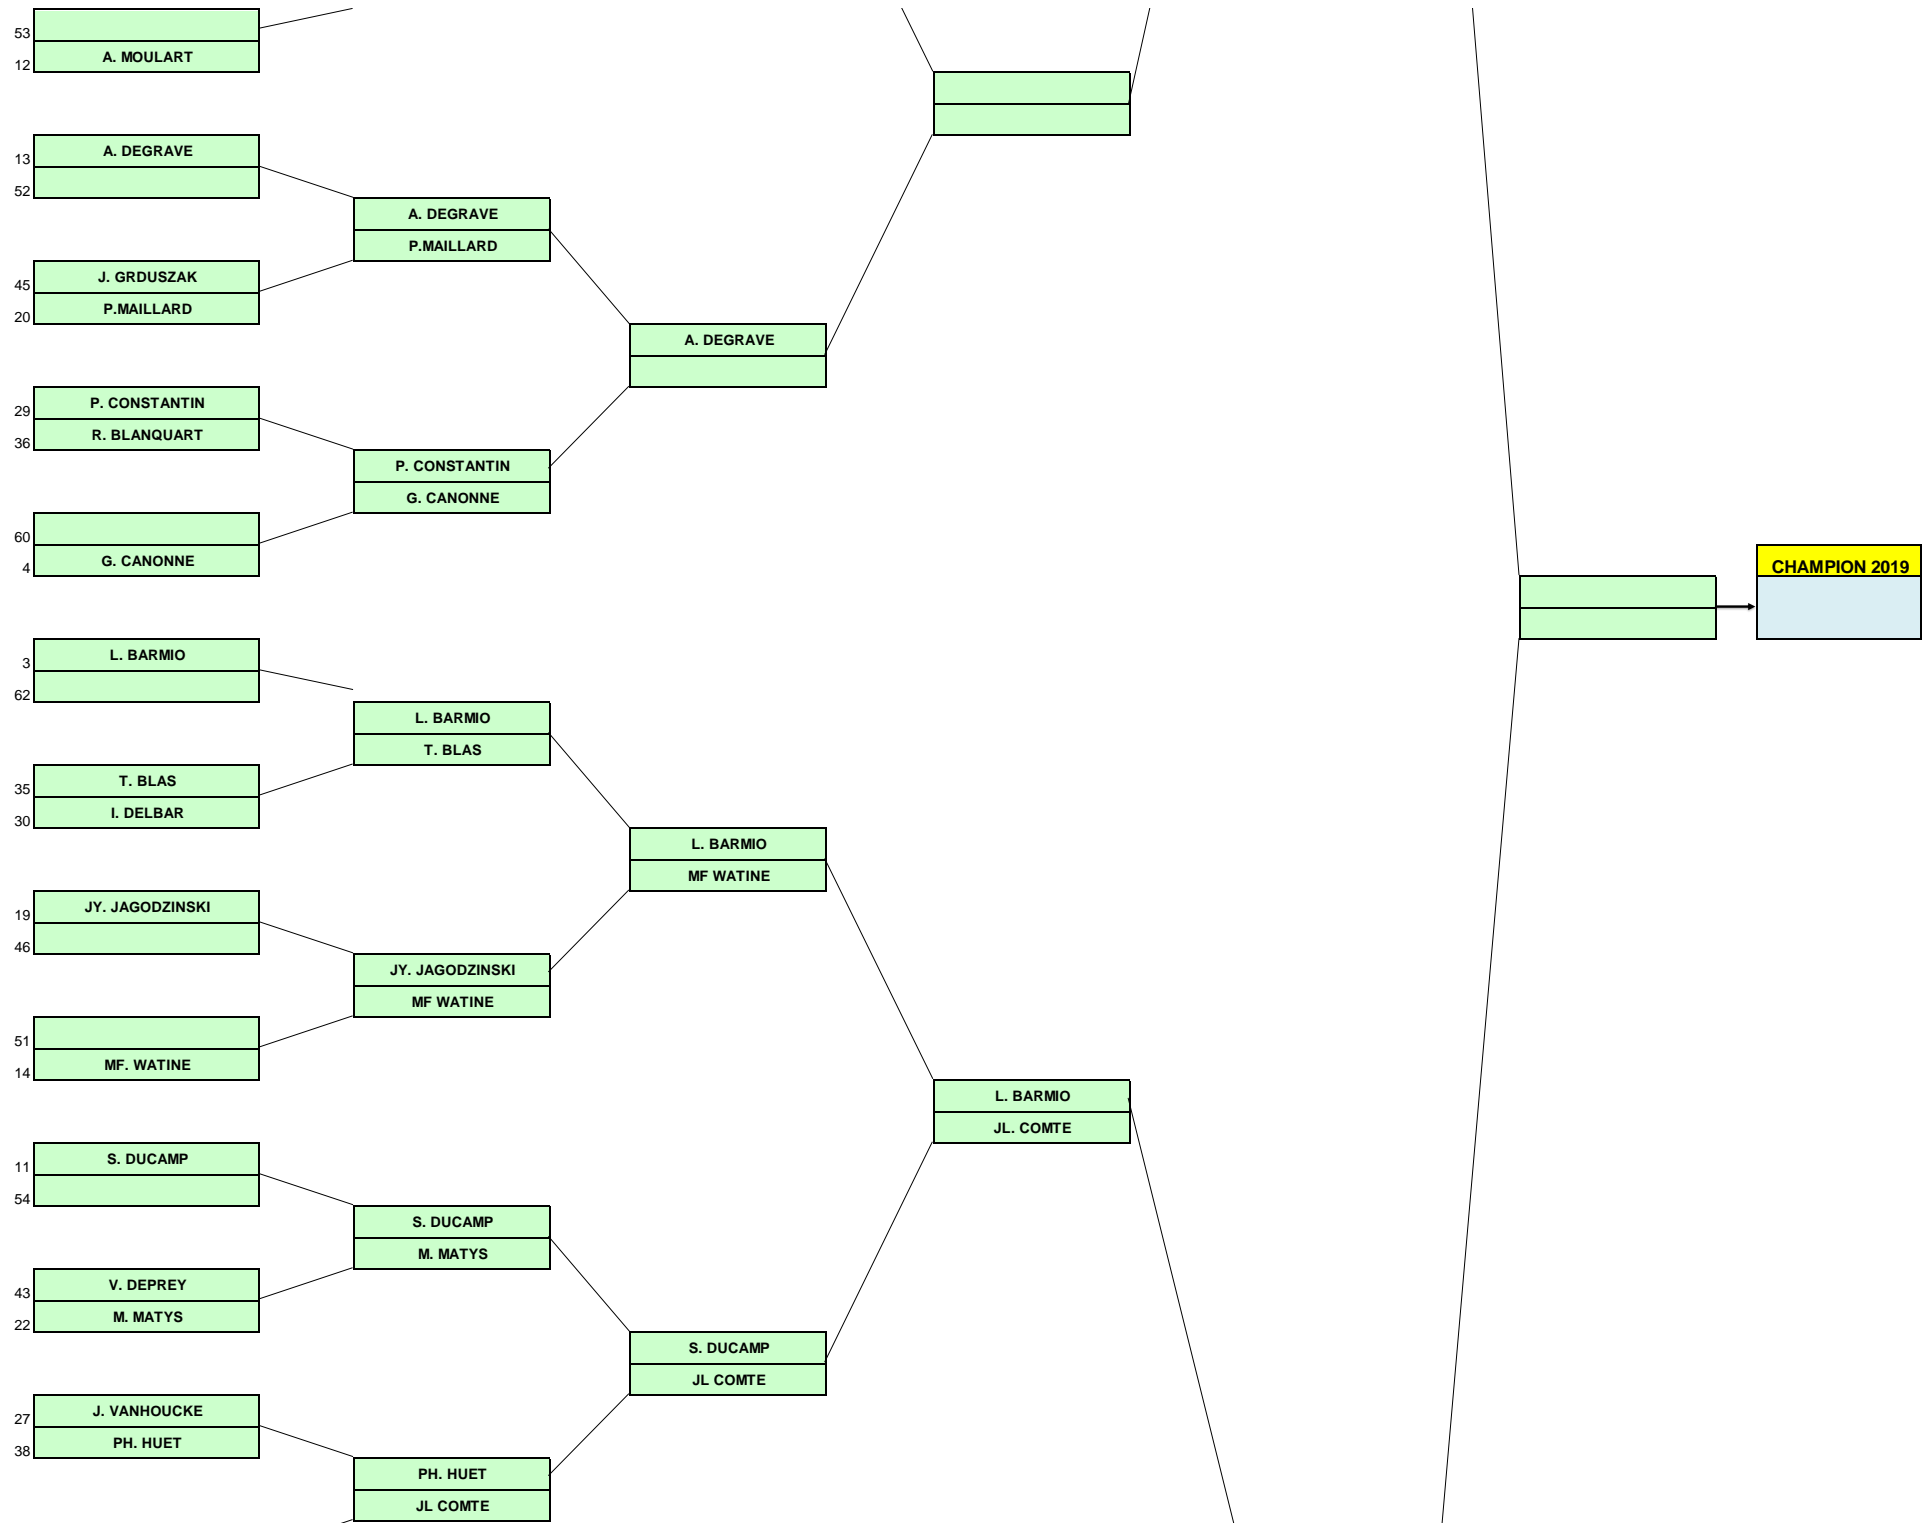 53
A. MOULART
12
A. DEGRAVE
13
52
A. DEGRAVE
P.MAILLARD
J. GRDUSZAK
45
P.MAILLARD
20
A. DEGRAVE
P. CONSTANTIN
29
R. BLANQUART
36
P. CONSTANTIN
G. CANONNE
60
G. CANONNE
4
CHAMPION 2019
L. BARMIO
3
62
L. BARMIO
T. BLAS
T. BLAS
35
I. DELBAR
30
L. BARMIO
MF WATINE
JY. JAGODZINSKI
19
46
JY. JAGODZINSKI
MF WATINE
51
MF. WATINE
14
L. BARMIO
JL. COMTE
S. DUCAMP
11
54
S. DUCAMP
M. MATYS
V. DEPREY
43
M. MATYS
22
S. DUCAMP
JL COMTE
J. VANHOUCKE
27
PH. HUET
38
PH. HUET
JL COMTE